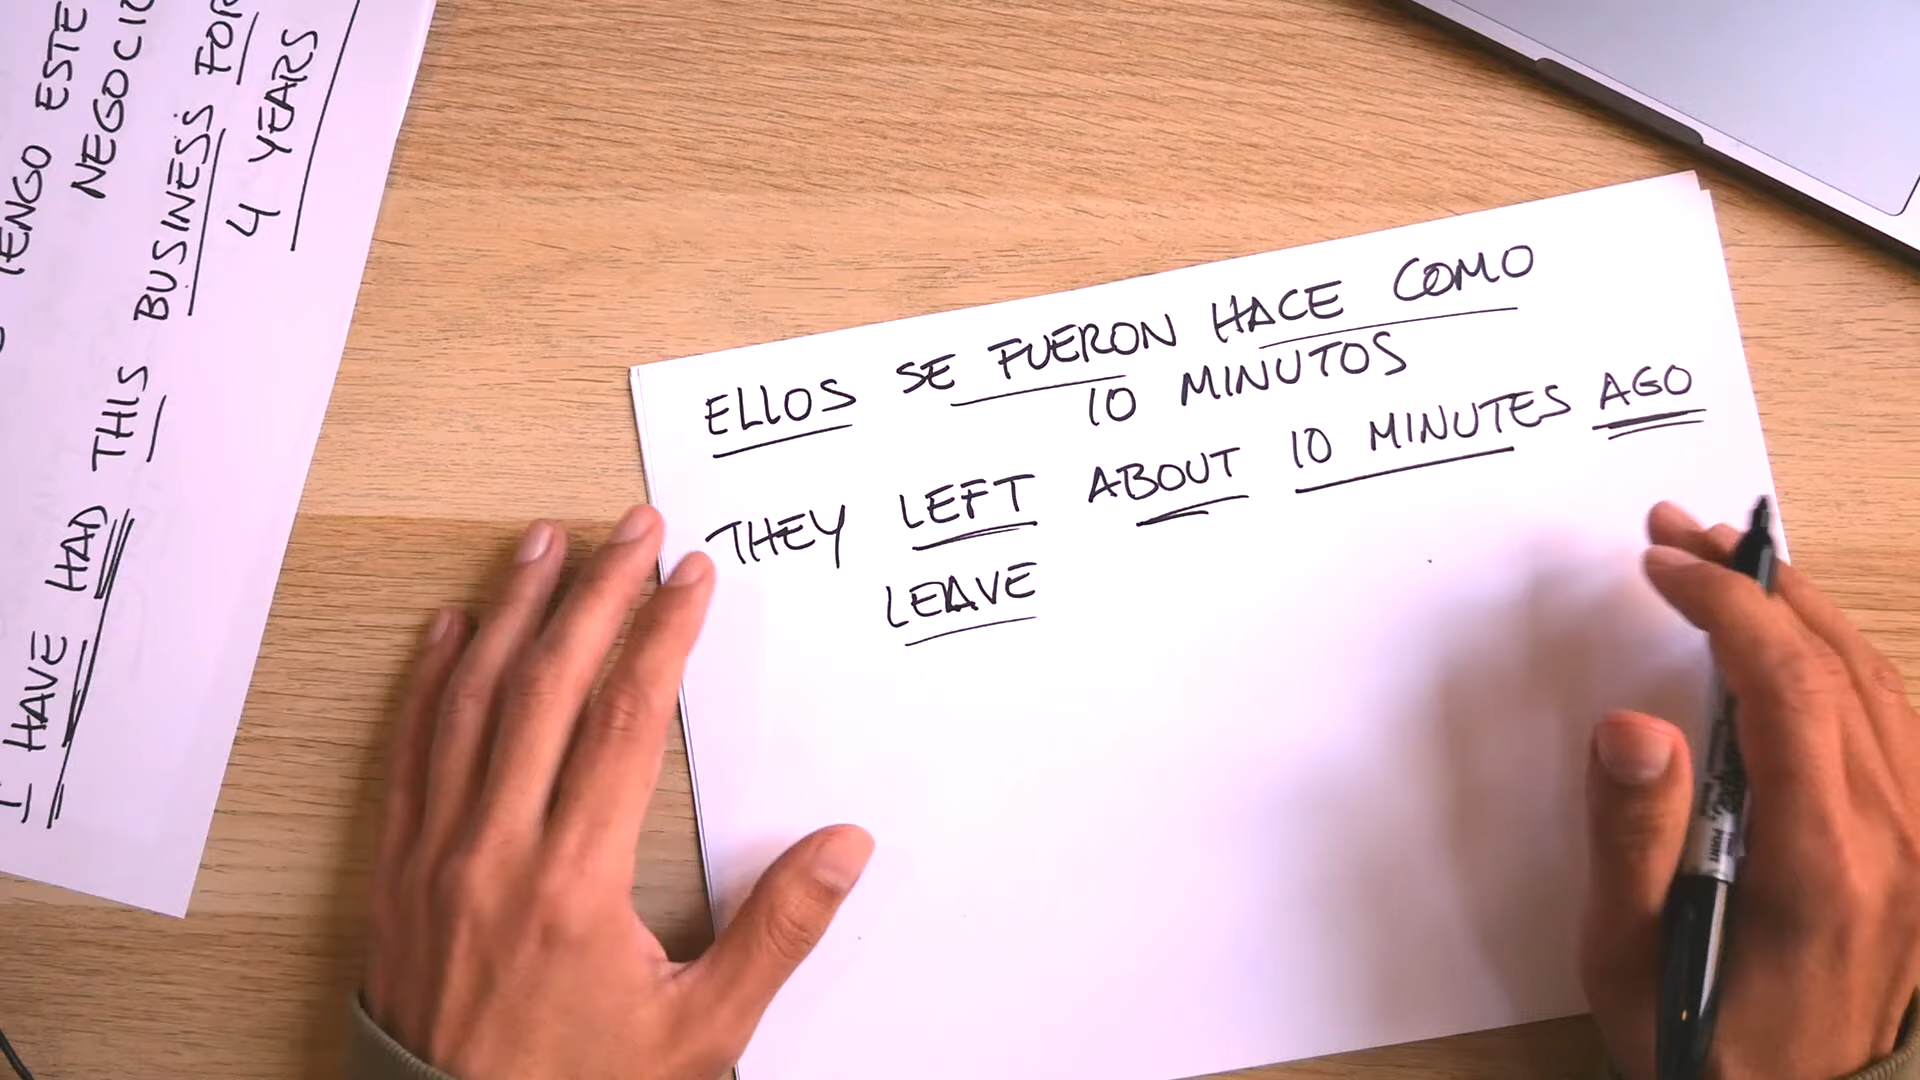 TENGO ESTE
NEGOCIO
I HAVE HAD THIS BUSINESS FOR
4 YEARS
ELLOS SE FUERON HACE COMO
10 MINUTOS
THEY LEFT ABOUT 10 MINUTES AGO
LEAVE